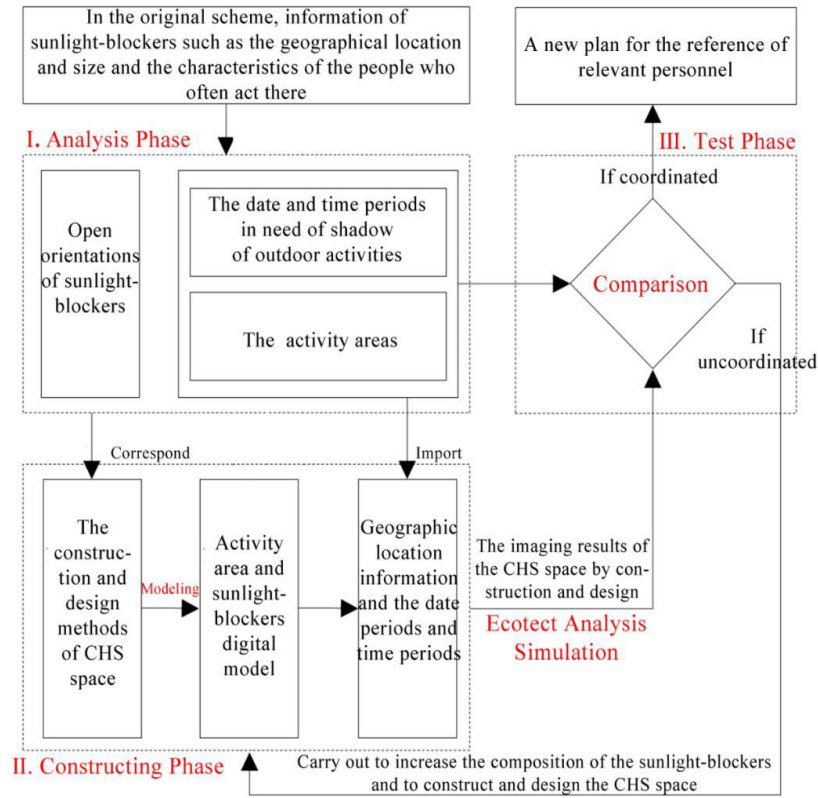 In the original scheme, information of
sunlight-blockers such as the geographical location
and size and the characteristics of the people who
often act there
A new plan for the reference of
relevant personnel
I. Analysis Phase
III. Test Phase
If coordinated
Open
orientations
of sunlight-
blockers
The date and time periods
in need of shadow
of outdoor activities
The activity areas
Comparison
If
uncoordinated
Correspond
Import
The
construc-
tion and
design
methods
of CHS
space
Modeling
Activity
area and
sunlight-
blockers
digital
model
Geographic
location
information
and the date
periods and
time periods
The imaging results of
the CHS space by con-
struction and design
Ecotect Analysis
Simulation
II. Constructing Phase
Carry out to increase the composition of the sunlight-blockers
and to construct and design the CHS space